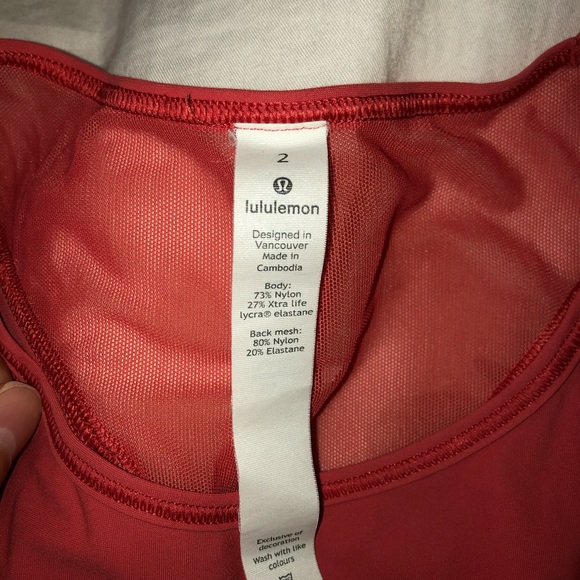 2
lululemon
Designed in
Vancouver
Made in
Cambodia
Body:
73% Nylon
27% Xtra life
lycra® elastane
Back mesh:
80% Nylon
20% Elastane
Exclusive of
decoration
Wash with like
colours